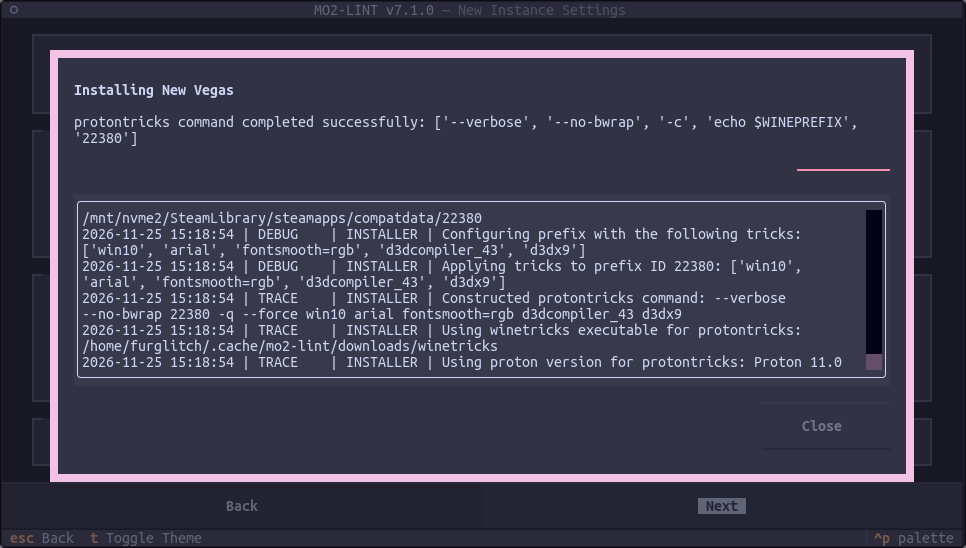 MO2-LINT v7.1.0 — New Instance Settings
Installing New Vegas
protontricks command completed successfully: ['--verbose', '--no-bwrap', '-c', 'echo $WINEPREFIX',
'22380']
/mnt/nvme2/SteamLibrary/steamapps/compatdata/22380
2026-11-25 15:18:54 | DEBUG    | INSTALLER | Configuring prefix with the following tricks:
['win10', 'arial', 'fontsmooth=rgb', 'd3dcompiler_43', 'd3dx9']
2026-11-25 15:18:54 | DEBUG    | INSTALLER | Applying tricks to prefix ID 22380: ['win10',
'arial', 'fontsmooth=rgb', 'd3dcompiler_43', 'd3dx9']
2026-11-25 15:18:54 | TRACE    | INSTALLER | Constructed protontricks command: --verbose
--no-bwrap 22380 -q --force win10 arial fontsmooth=rgb d3dcompiler_43 d3dx9
2026-11-25 15:18:54 | TRACE    | INSTALLER | Using winetricks executable for protontricks:
/home/furglitch/.cache/mo2-lint/downloads/winetricks
2026-11-25 15:18:54 | TRACE    | INSTALLER | Using proton version for protontricks: Proton 11.0
Close
Back
Next
esc Back  t Toggle Theme
^p palette